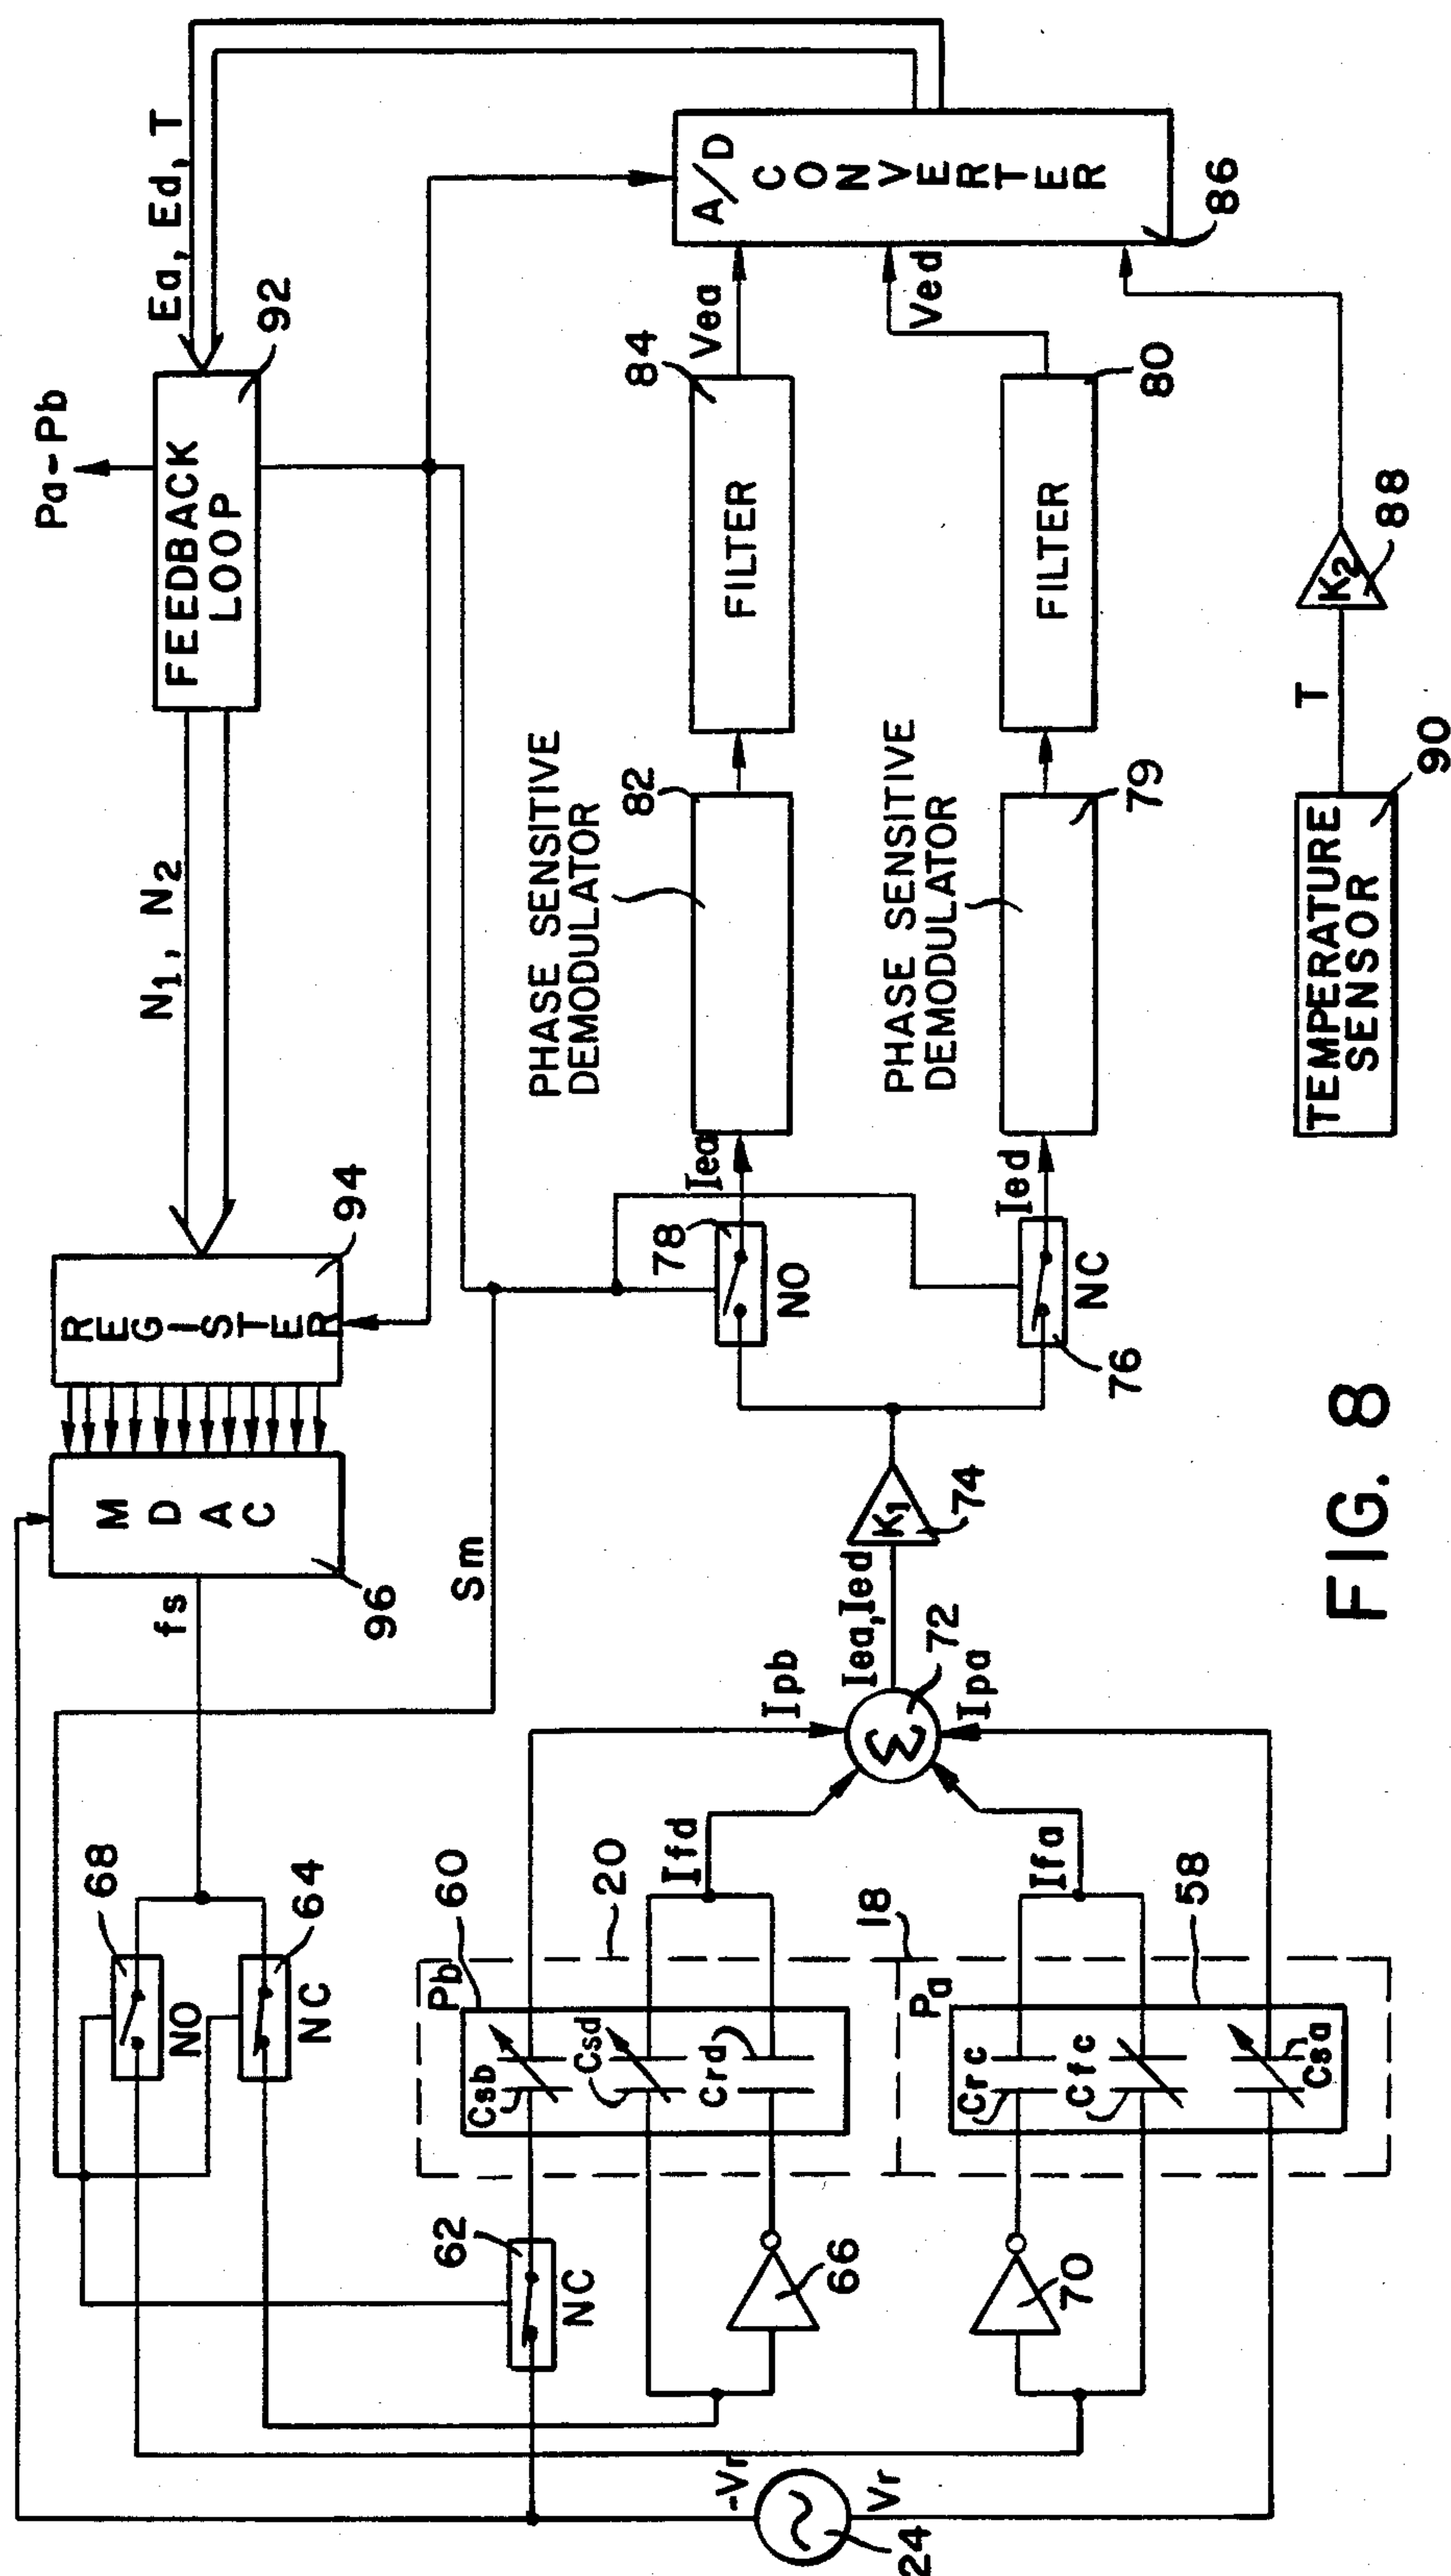 Pa-Pb
FEEDBACK
LOOP
92
Ea, Ed, T
N1, N2
REGISTER
94
MDAC
96
fs
68
NO
64
NC
Sm
62
NC
Pb
60
20
Csb
Csd
Crd
66
Ifd
Ipb
18
Pa
58
Crc
Cfc
Csa
70
Ifa
Ipa
-Vr
Vr
24
Σ
72
Iea, Ied
K1
74
78
NO
76
NC
Iea
Ied
PHASE SENSITIVE
DEMODULATOR
82
PHASE SENSITIVE
DEMODULATOR
79
FILTER
84
FILTER
80
Vea
Ved
A/D
CONVERTER
86
TEMPERATURE
SENSOR
90
T
K2
88
FIG. 8